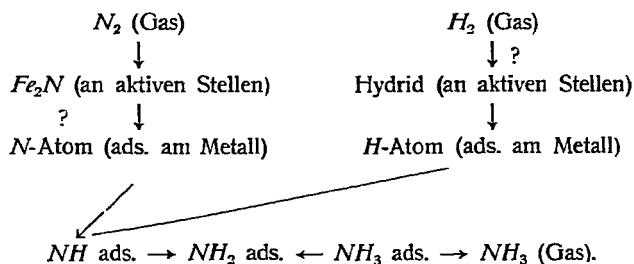 N₂ (Gas) H₂ (Gas)
↓ ↓ ?
Fe₂N (an aktiven Stellen) Hydrid (an aktiven Stellen)
? ↓ ↓
N-Atom (ads. am Metall) H-Atom (ads. am Metall)
NH ads. → NH₂ ads. ← NH₃ ads. → NH₃ (Gas).